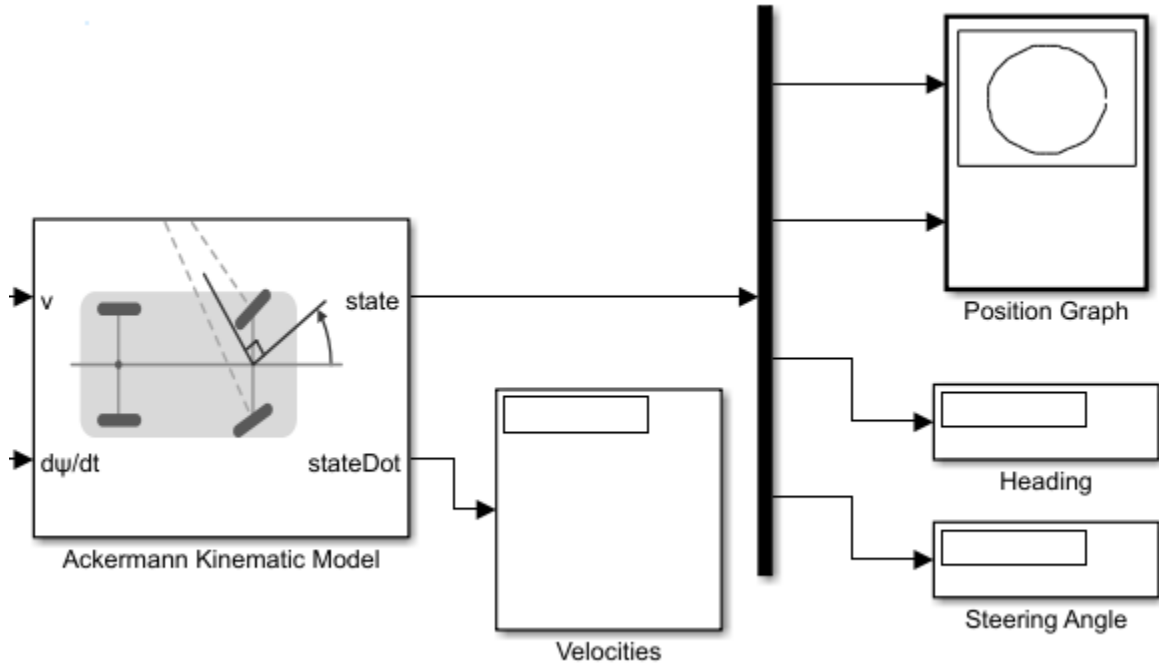 v
state
dψ/dt
stateDot
Ackermann Kinematic Model
Velocities
Position Graph
Heading
Steering Angle